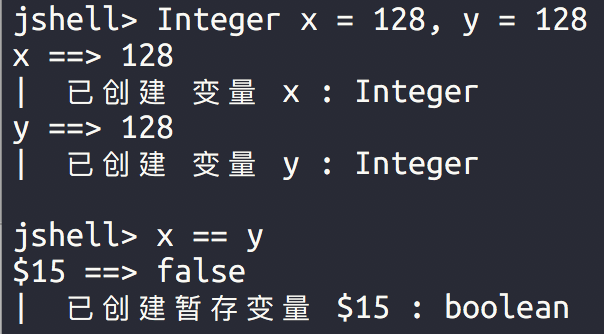 jshell> Integer x = 128, y = 128
x ==> 128
|  已创建 变量 x : Integer
y ==> 128
|  已创建 变量 y : Integer
jshell> x == y
$15 ==> false
|  已创建暂存变量 $15 : boolean